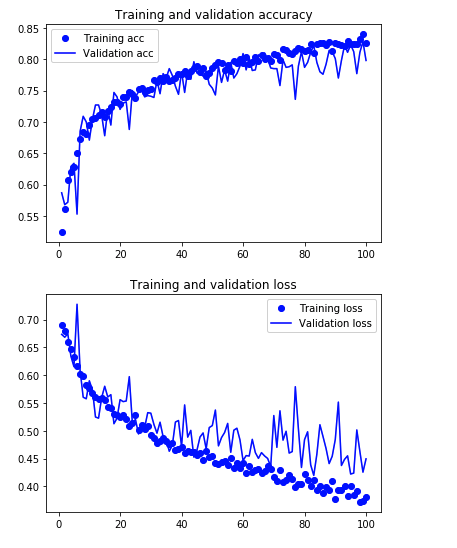 Training and validation accuracy
0.85
0.80
0.75
0.70
0.65
0.60
0.55
Training acc
Validation acc
0 20 40 60 80 100
Training and validation loss
0.70
0.65
0.60
0.55
0.50
0.45
0.40
Training loss
Validation loss
0 20 40 60 80 100